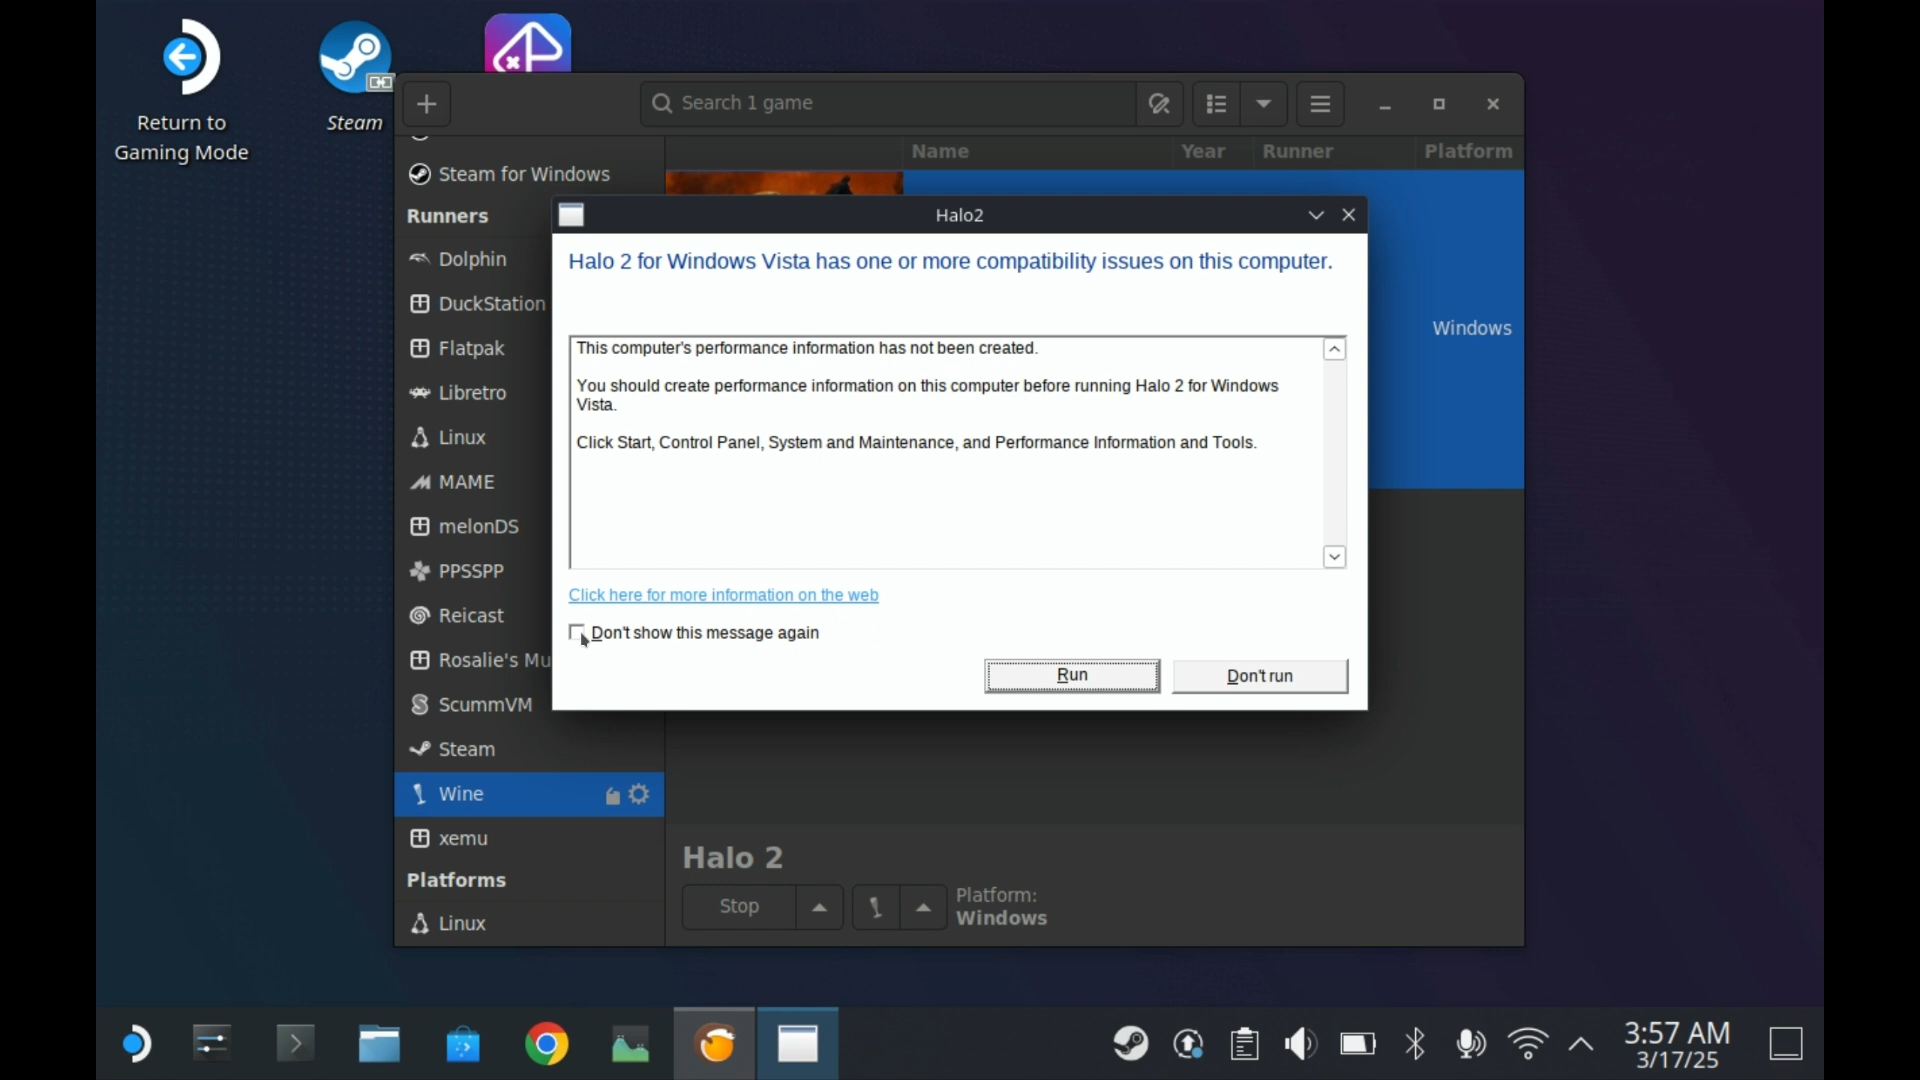 Return to
Gaming Mode
Steam
Search 1 game
Name Year Runner Platform
Steam for Windows
Runners
Dolphin
DuckStation
Flatpak
Libretro
Linux
MAME
melonDS
PPSSPP
Reicast
Rosalie's Mu
ScummVM
Steam
Wine
xemu
Platforms
Linux
Windows
Halo2
Halo 2 for Windows Vista has one or more compatibility issues on this computer.
This computer's performance information has not been created.
You should create performance information on this computer before running Halo 2 for Windows
Vista.
Click Start, Control Panel, System and Maintenance, and Performance Information and Tools.
Click here for more information on the web
Don't show this message again
Run Don't run
Halo 2
Stop
Platform:
Windows
3:57 AM
3/17/25